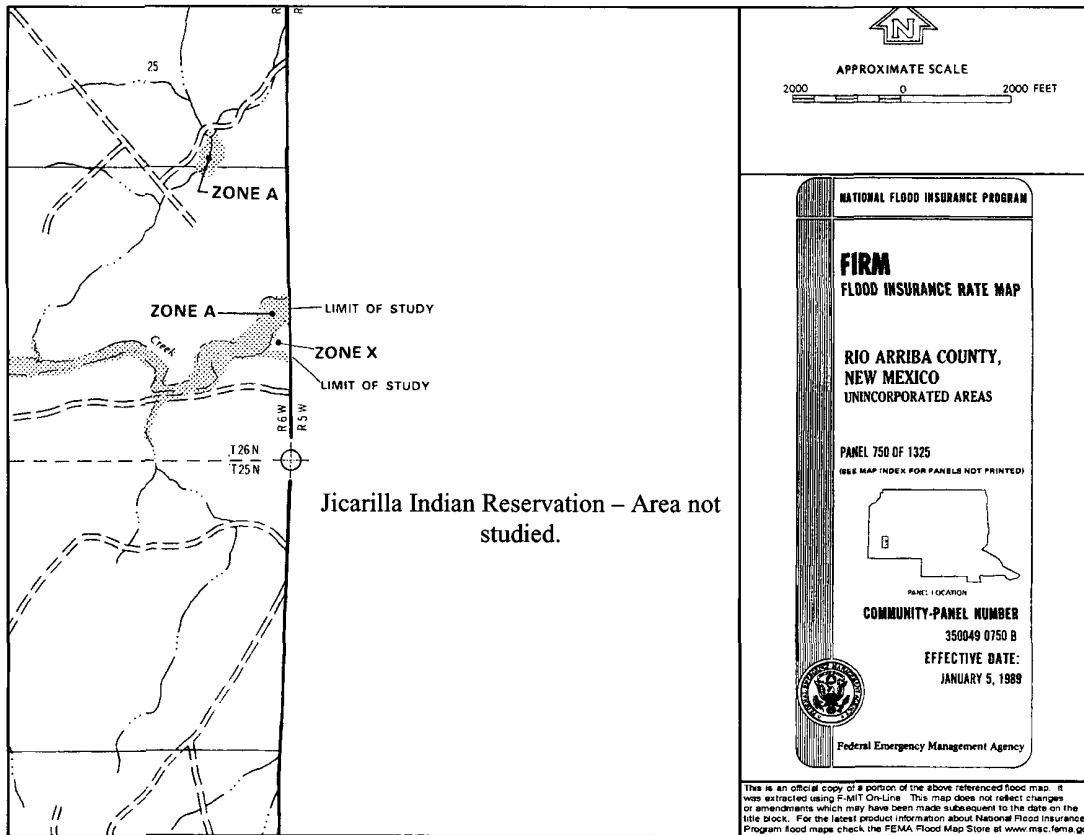 R
R
25
ZONE A
ZONE A
LIMIT OF STUDY
Creek
ZONE X
LIMIT OF STUDY
R6W
R5W
T26N
T25N
Jicarilla Indian Reservation – Area not
studied.
N
APPROXIMATE SCALE
2000 0 2000 FEET
NATIONAL FLOOD INSURANCE PROGRAM
FIRM
FLOOD INSURANCE RATE MAP
RIO ARRIBA COUNTY,
NEW MEXICO
UNINCORPORATED AREAS
PANEL 750 OF 1325
(SEE MAP INDEX FOR PANELS NOT PRINTED)
PANEL LOCATION
COMMUNITY-PANEL NUMBER
350049 0750 B
EFFECTIVE DATE:
JANUARY 5, 1989
Federal Emergency Management Agency
This is an official copy of a portion of the above referenced flood map. It
was extracted using F-MIT On-Line This map does not reflect changes
or amendments which may have been made subsequent to the date on the
title block. For the latest product information about National Flood Insurance
Program flood maps check the FEMA Flood Map Store at www.msc.fema.go